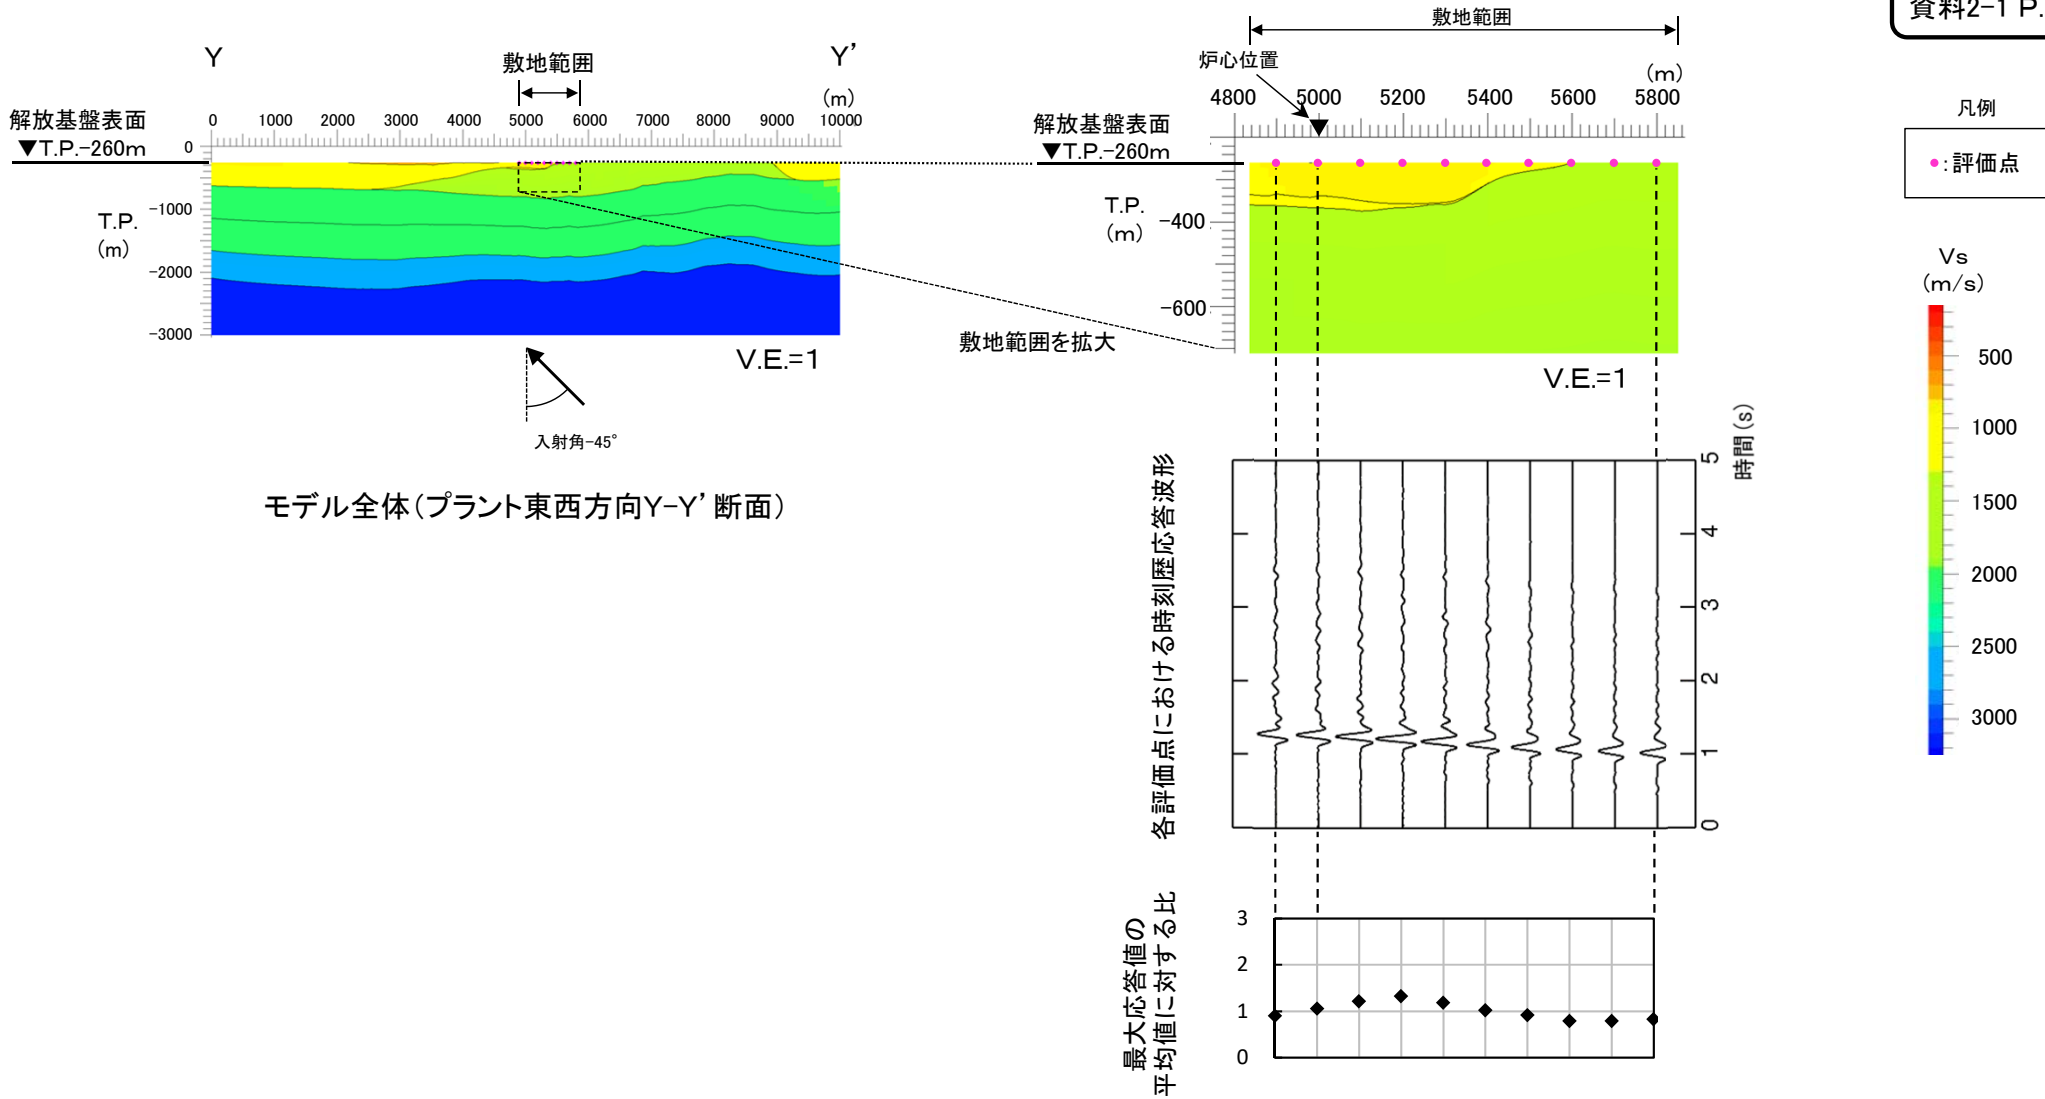 資料2-1 P.
Y
Y’
敷地範囲
(m)
解放基盤表面
▼T.P.-260m
0 1000 2000 3000 4000 5000 6000 7000 8000 9000 10000
0
-1000
-2000
-3000
T.P.
(m)
V.E.=1
入射角-45°
モデル全体(プラント東西方向Y-Y’断面)
敷地範囲を拡大
敷地範囲
炉心位置
(m)
4800 5000 5200 5400 5600 5800
解放基盤表面
▼T.P.-260m
T.P.
(m)
-400
-600
V.E.=1
凡例
●:評価点
Vs
(m/s)
500
1000
1500
2000
2500
3000
各評価点における時刻歴応答波形
時間(s)
5
4
3
2
1
0
最大応答値の
平均値に対する比
3
2
1
0